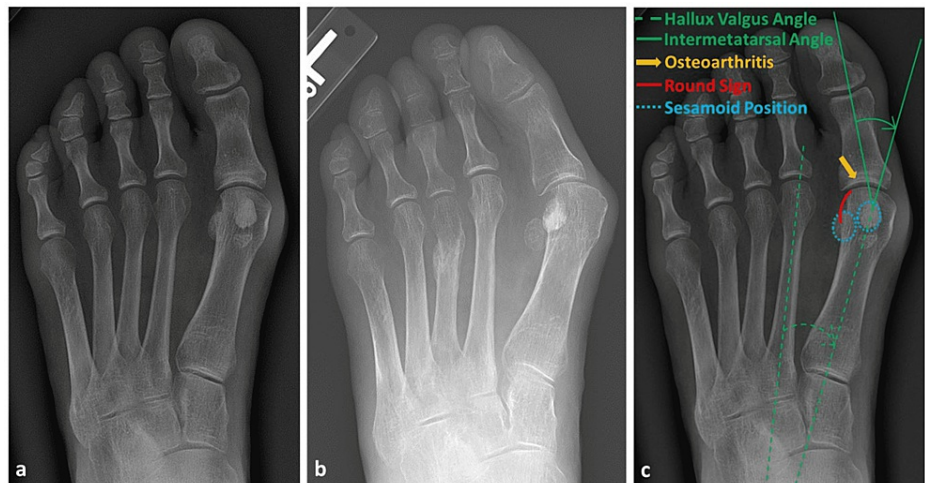 Hallux Valgus Angle
Intermetatarsal Angle
Osteoarthritis
Round Sign
Sesamoid Position
a
b
c